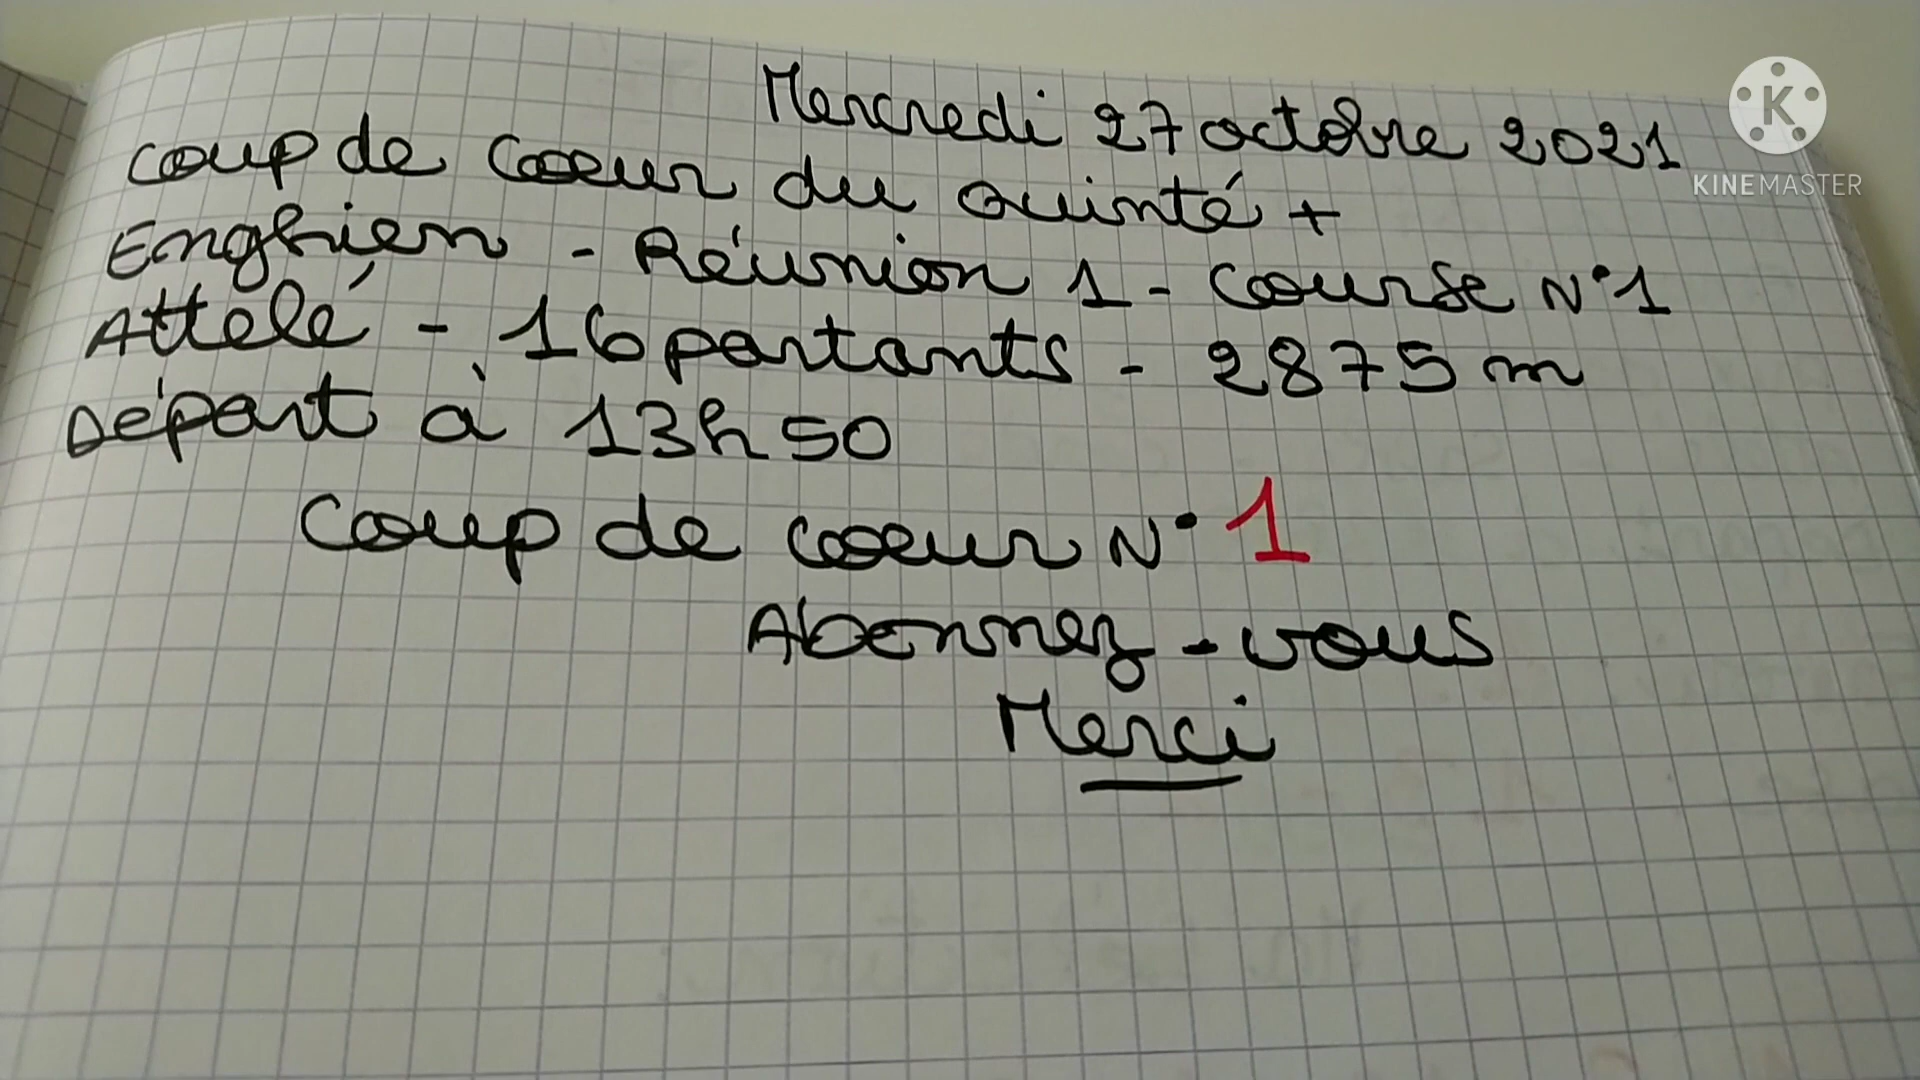 Mercredi 27 octobre 2021
Coup de coeur du Quinté +
Enghien - Réunion 1 - Course N°1
Attelé - 16 partants - 2875 m
Départ à 13h50
Coup de coeur N° 1
Abonnez-vous
Merci
K
KINEMASTER